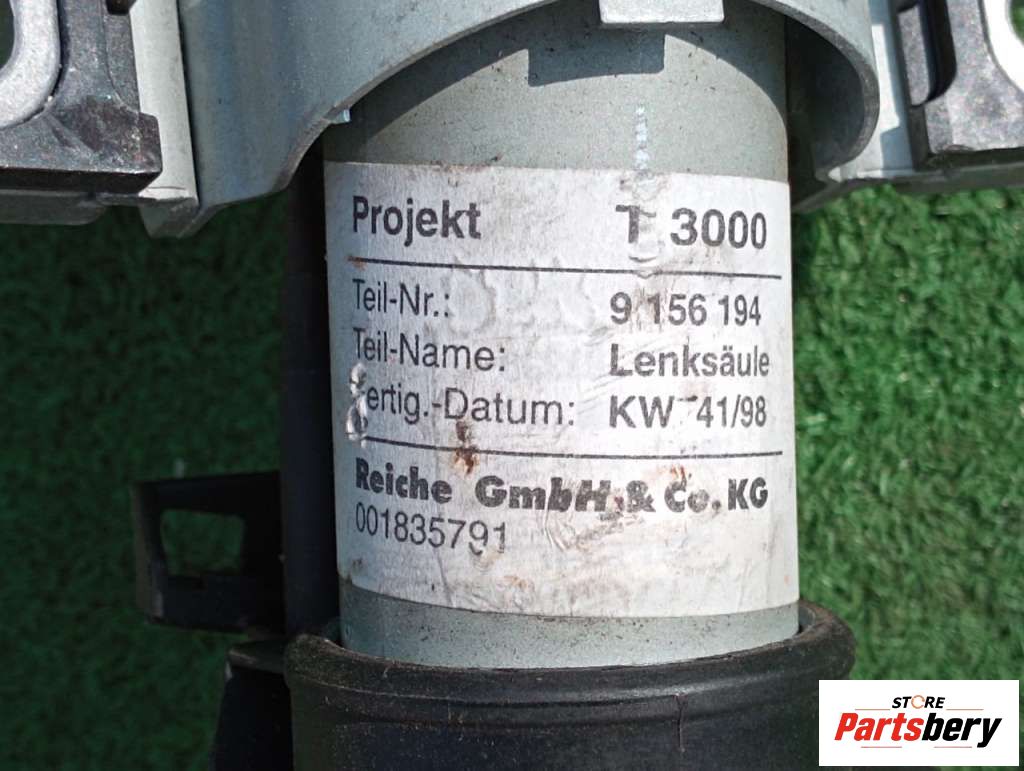 Projekt T 3000
Teil-Nr.: 9 156 194
Teil-Name: Lenksäule
Fertig.-Datum: KW 41/98
Reiche GmbH & Co. KG
001835791
STORE
Partsbery